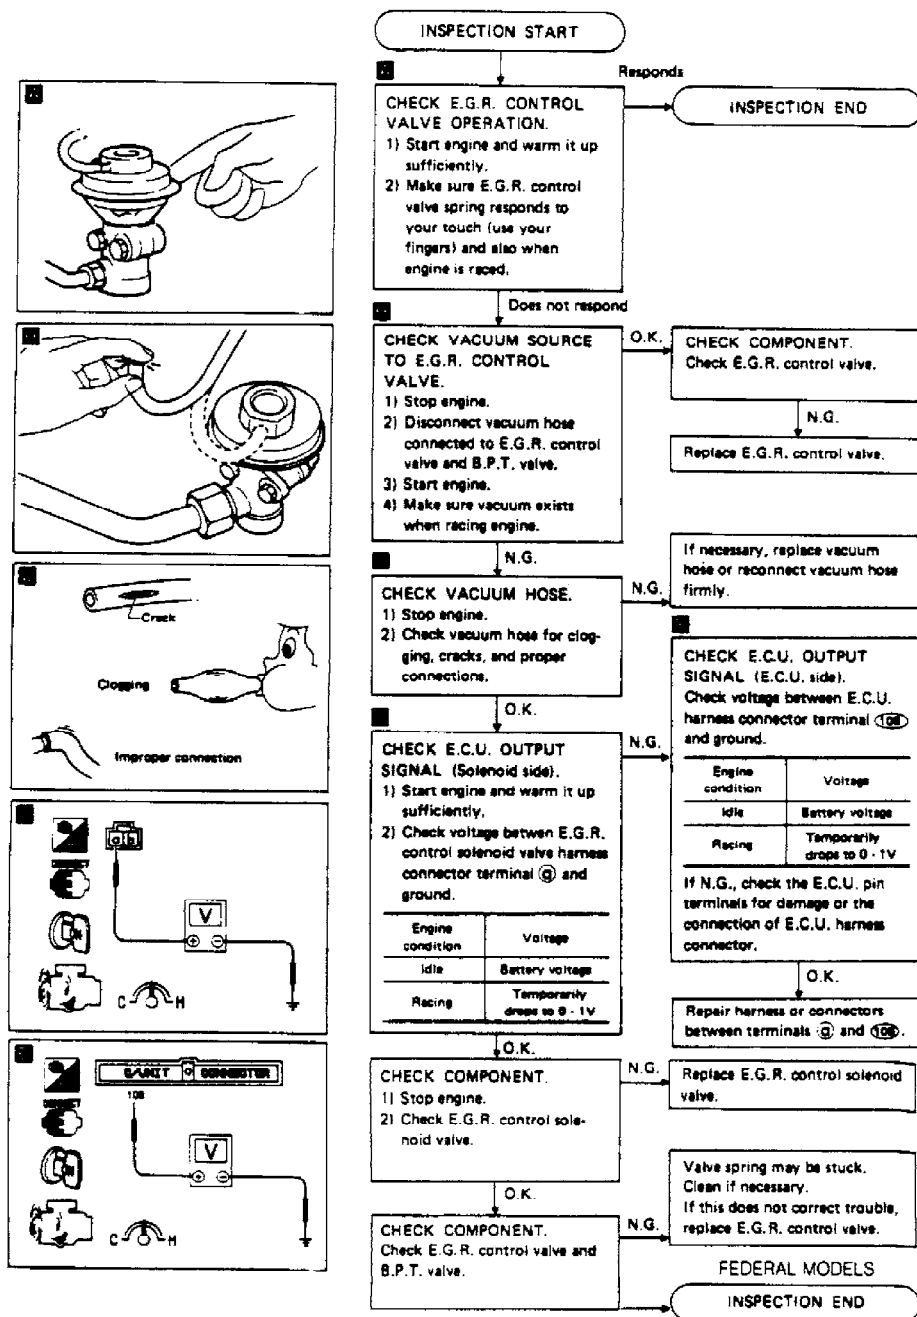 INSPECTION START
Responds
INSPECTION END
CHECK E.G.R. CONTROL
VALVE OPERATION.
1) Start engine and warm it up
sufficiently.
2) Make sure E.G.R. control
valve spring responds to
your touch (use your
fingers) and also when
engine is raced.
Does not respond
CHECK VACUUM SOURCE
TO E.G.R. CONTROL
VALVE.
1) Stop engine.
2) Disconnect vacuum hose
connected to E.G.R. control
valve and B.P.T. valve.
3) Start engine.
4) Make sure vacuum exists
when racing engine.
O.K.
CHECK COMPONENT.
Check E.G.R. control valve.
N.G.
Replace E.G.R. control valve.
N.G.
CHECK VACUUM HOSE.
1) Stop engine.
2) Check vacuum hose for clog-
ging, cracks, and proper
connections.
N.G.
If necessary, replace vacuum
hose or reconnect vacuum hose
firmly.
O.K.
CHECK E.C.U. OUTPUT
SIGNAL (Solenoid side).
1) Start engine and warm it up
sufficiently.
2) Check voltage betwen E.G.R.
control solenoid valve harness
connector terminal ⓐ and
ground.
Engine
condition
Voltage
Idle
Battery voltage
Racing
Temporarily
drops to 0 - 1V
N.G.
CHECK E.C.U. OUTPUT
SIGNAL (E.C.U. side).
Check voltage between E.C.U.
harness connector terminal
and ground.
Engine
condition
Voltage
Idle
Battery voltage
Racing
Temporarily
drops to 0 - 1V
If N.G., check the E.C.U. pin
terminals for damage or the
connection of E.C.U. harness
connector.
O.K.
Repair harness or connectors
between terminals ⓐ and
O.K.
CHECK COMPONENT.
1) Stop engine.
2) Check E.G.R. control sole-
noid valve.
N.G.
Replace E.G.R. control solenoid
valve.
O.K.
CHECK COMPONENT.
Check E.G.R. control valve and
B.P.T. valve.
N.G.
Valve spring may be stuck.
Clean if necessary.
If this does not correct trouble,
replace E.G.R. control valve.
FEDERAL MODELS
INSPECTION END
Crack
Clogging
Improper connection
a b
CONNECT
V
C H
C/UNIT CONNECTOR
CONNECT
V
C H